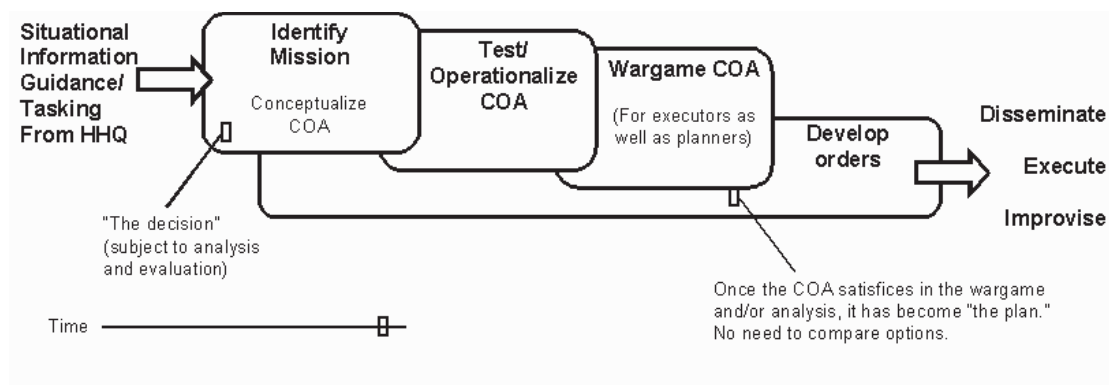 Situational
Information
Guidance/
Tasking
From HHQ
Identify
Mission
Conceptualize
COA
Test/
Operationalize
COA
Wargame COA
(For executors as
well as planners)
Develop
orders
Disseminate
Execute
Improvise
"The decision"
(subject to analysis
and evaluation)
Once the COA satisfices in the wargame
and/or analysis, it has become "the plan."
No need to compare options.
Time